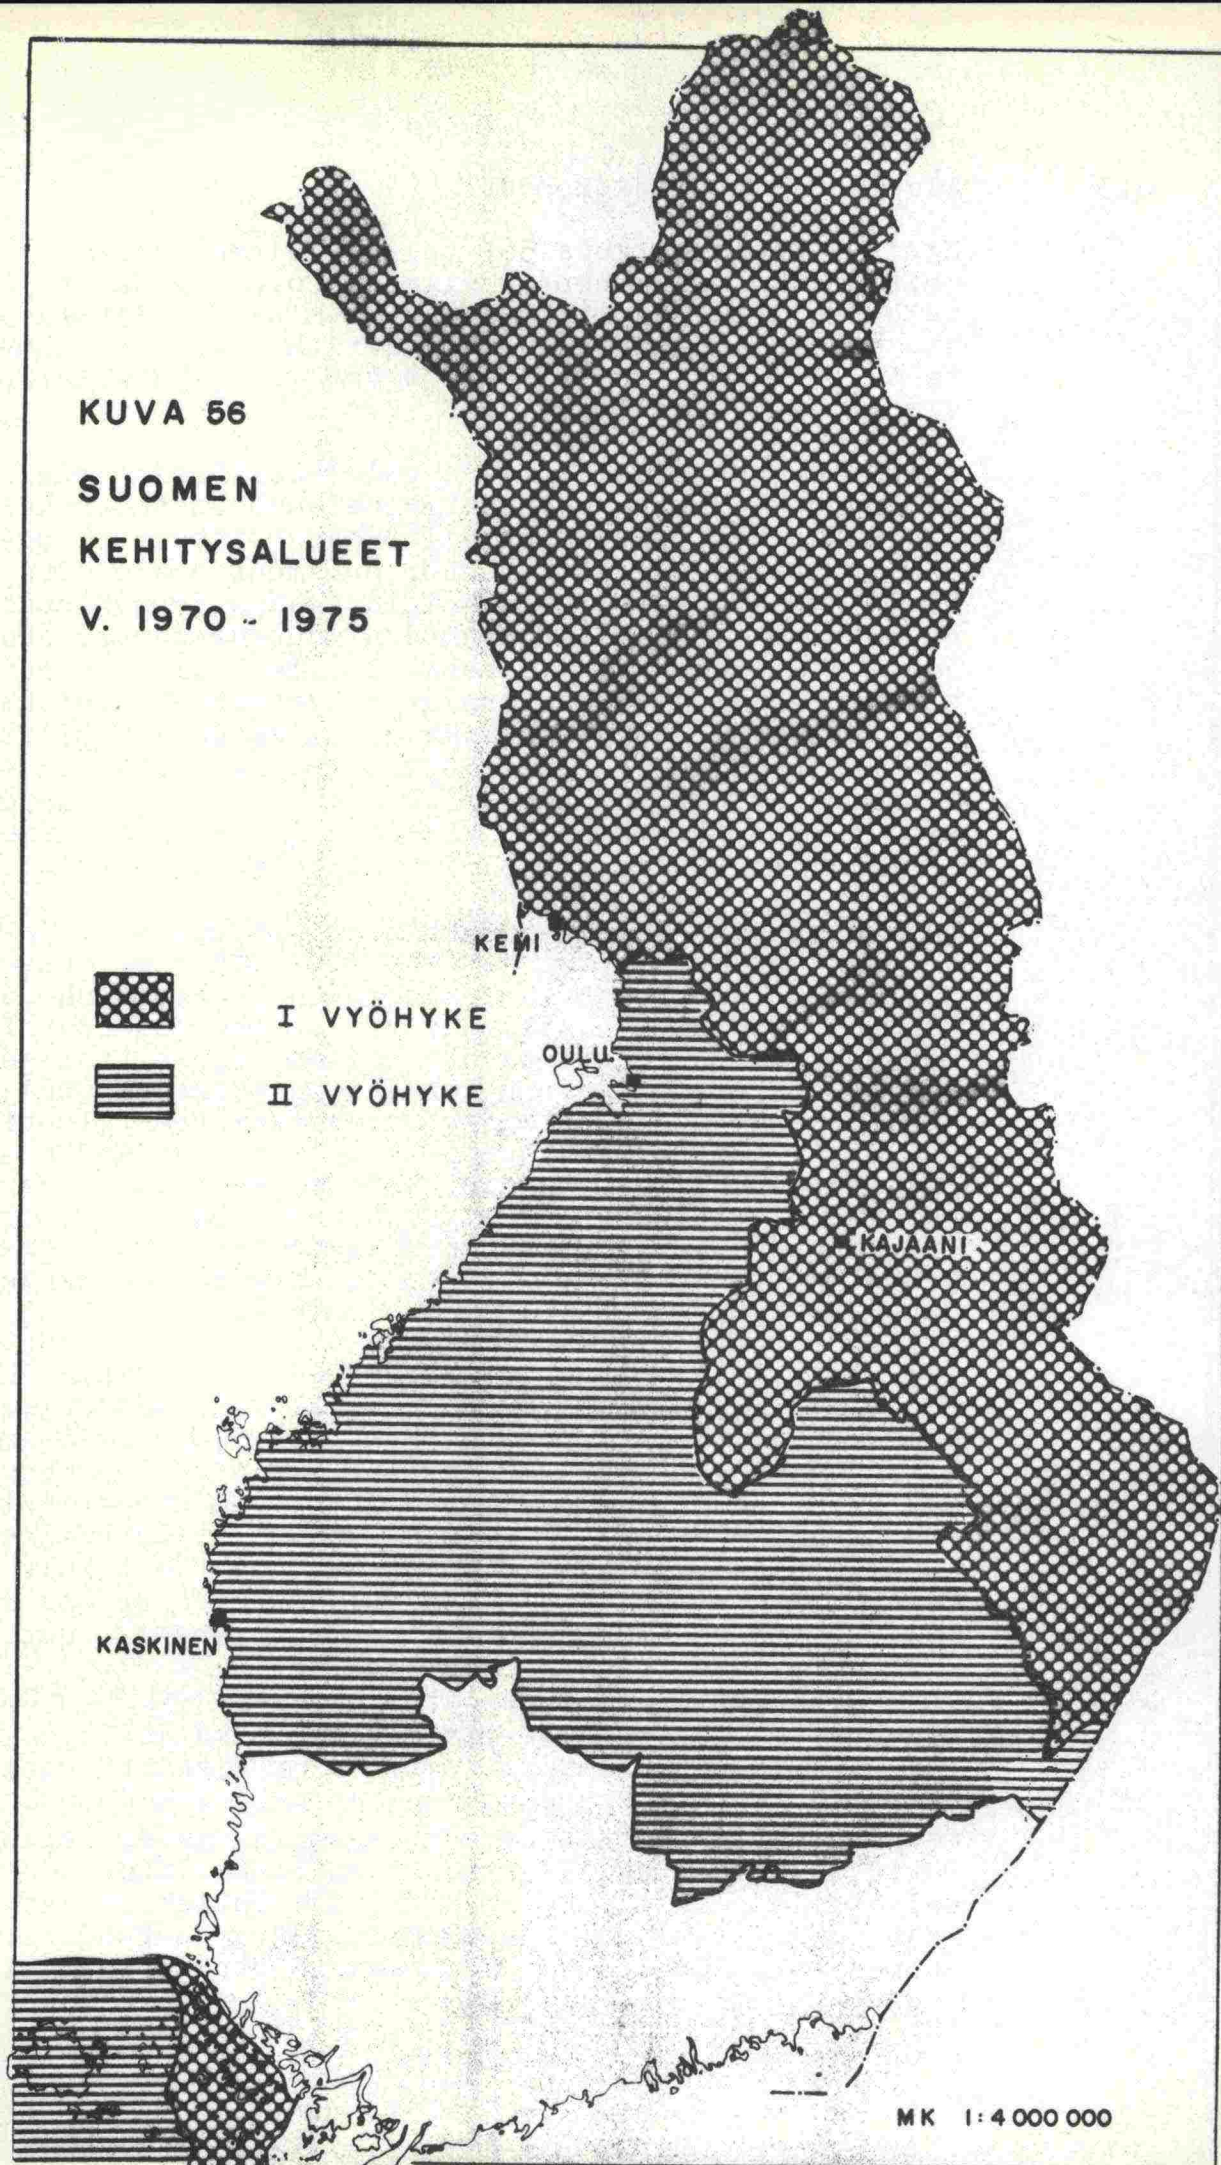 KUVA 56
SUOMEN
KEHITYSALUEET
V. 1970 - 1975
KEMI
I VYÖHYKE
OULU
II VYÖHYKE
KAJAANI
KASKINEN
MK 1:4 000 000